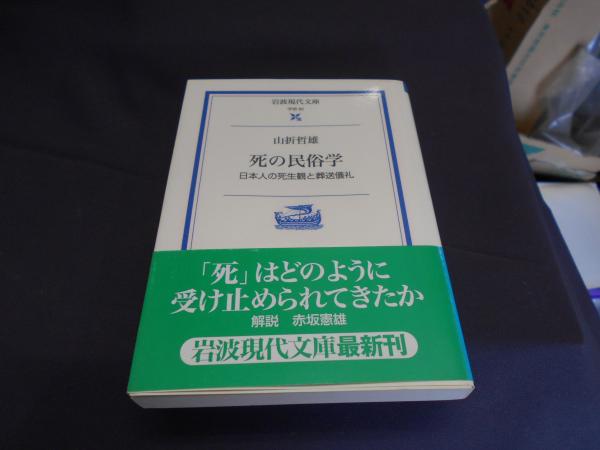 岩波現代文庫
山折哲雄
死の民俗学
日本人の死生観と葬送儀礼
「死」はどのように
受け止められてきたか
解説 赤坂憲雄
岩波現代文庫最新刊